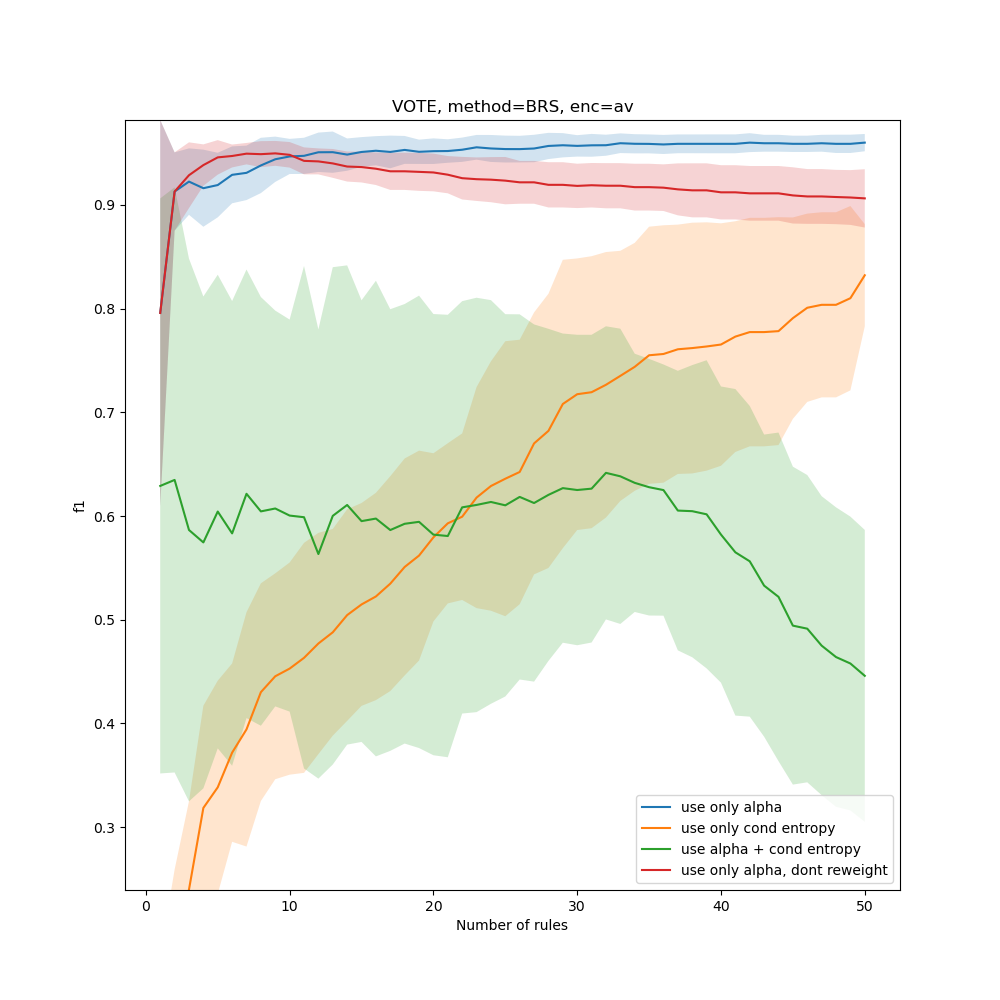 VOTE, method=BRS, enc=av
f1
0.9
0.8
0.7
0.6
0.5
0.4
0.3
0
10
20
30
40
50
Number of rules
use only alpha
use only cond entropy
use alpha + cond entropy
use only alpha, dont reweight